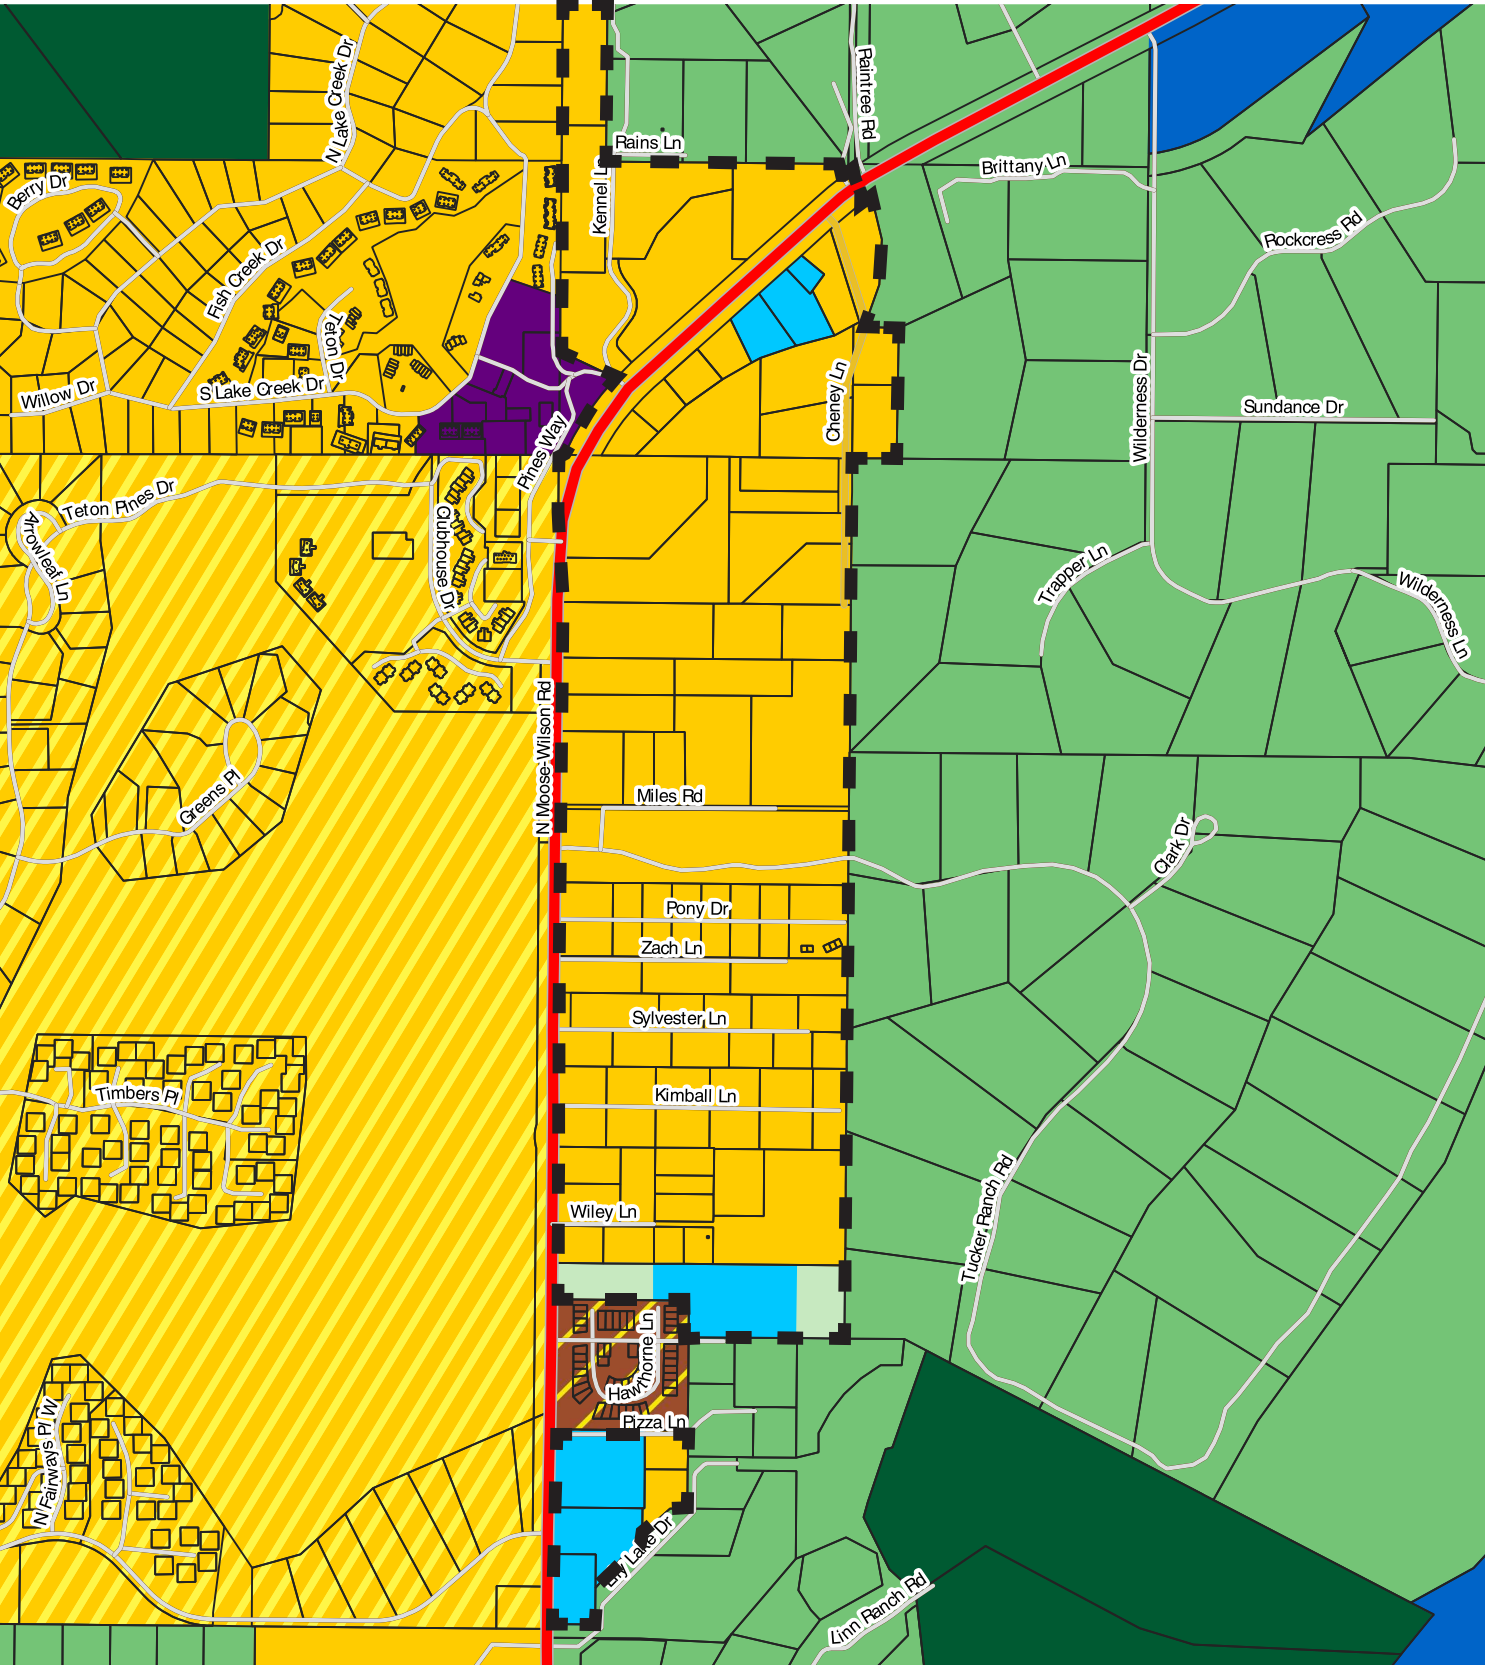 N Lake Creek Dr
Raintree Rd
Rains Ln
Brittany Ln
Berry Dr
Kennel L
Rockcress Rd
Fish Creek Dr
Teton Dr
Willow Dr
S Lake Creek Dr
Cheney Ln
Wilderness Dr
Sundance Dr
Pines Way
Teton Pines Dr
Arrowleaf Ln
Clubhouse Dr
Trapper Ln
Wilderness Ln
N Moose-Wilson Rd
Miles Rd
Greens Pl
Clark Dr
Pony Dr
Zach Ln
Sylvester Ln
Timbers Pl
Kimball Ln
Tucker Ranch Rd
Wiley Ln
Hawthorne Ln
N Fairways Pl W
Pizza Ln
Lily Lake Dr
Linn Ranch Rd